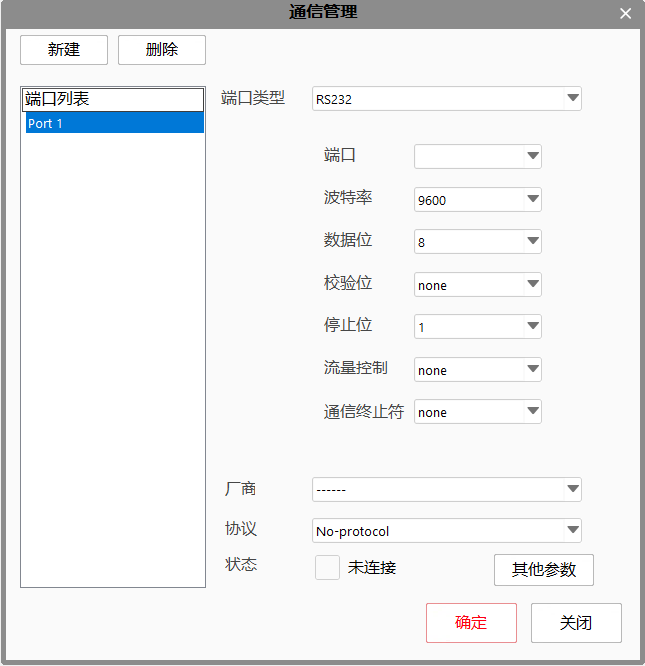 通信管理
新建 删除
端口列表
Port 1
端口类型 RS232
端口
波特率 9600
数据位 8
校验位 none
停止位 1
流量控制 none
通信终止符 none
厂商 ------
协议 No-protocol
状态 未连接 其他参数
确定 关闭